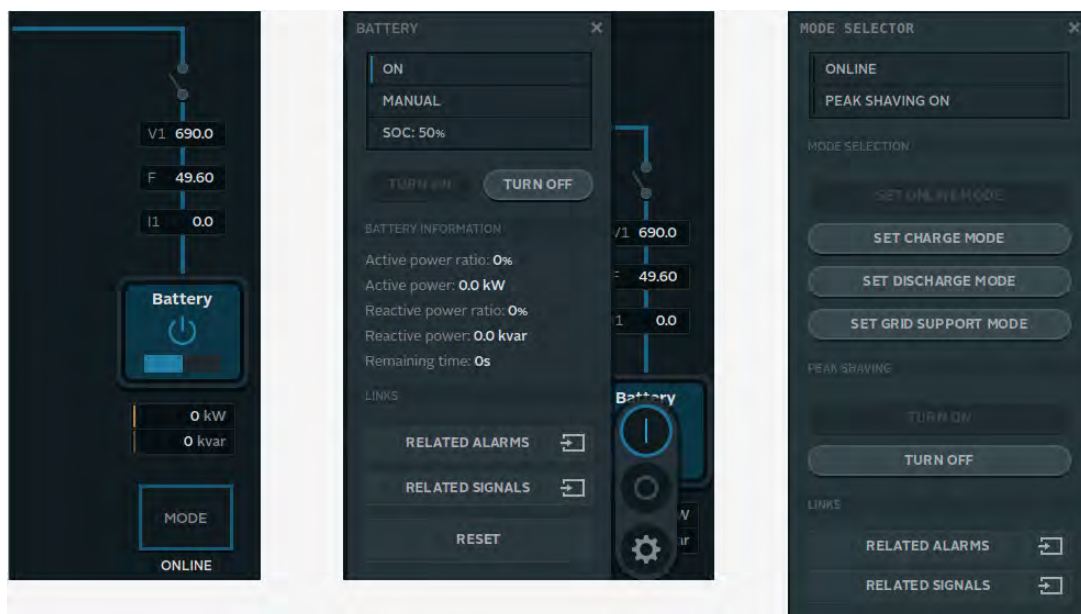 V1 690.0
F 49.60
I1 0.0
Battery
0 kW
0 kvar
MODE
ONLINE
BATTERY ×
ON
MANUAL
SOC: 50%
TURN ON TURN OFF
BATTERY INFORMATION
Active power ratio: 0%
Active power: 0.0 kW
Reactive power ratio: 0%
Reactive power: 0.0 kvar
Remaining time: 0s
LINKS
RELATED ALARMS
RELATED SIGNALS
RESET
V1 690.0
F 49.60
0.0
Battery
MODE SELECTOR ×
ONLINE
PEAK SHAVING ON
MODE SELECTION
SET ONLINE MODE
SET CHARGE MODE
SET DISCHARGE MODE
SET GRID SUPPORT MODE
PEAK SHAVING
TURN ON
TURN OFF
LINKS
RELATED ALARMS
RELATED SIGNALS